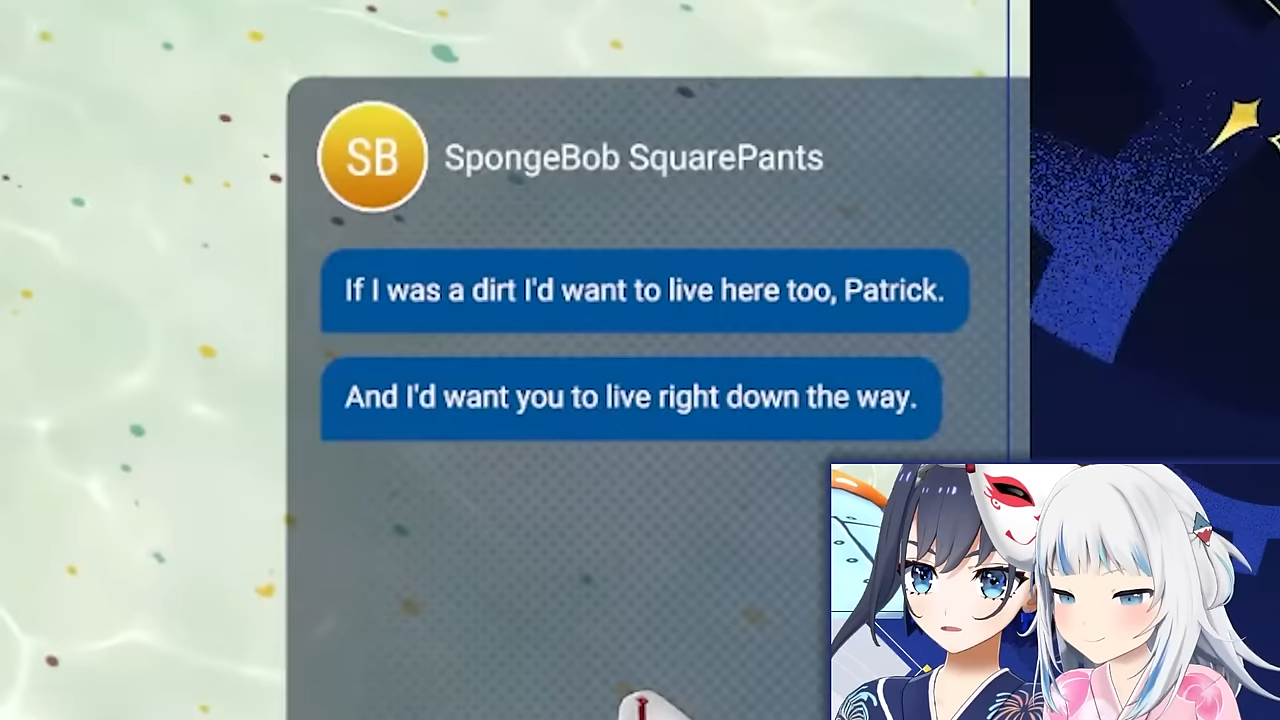 SB
SpongeBob SquarePants
If I was a dirt I'd want to live here too, Patrick.
And I'd want you to live right down the way.